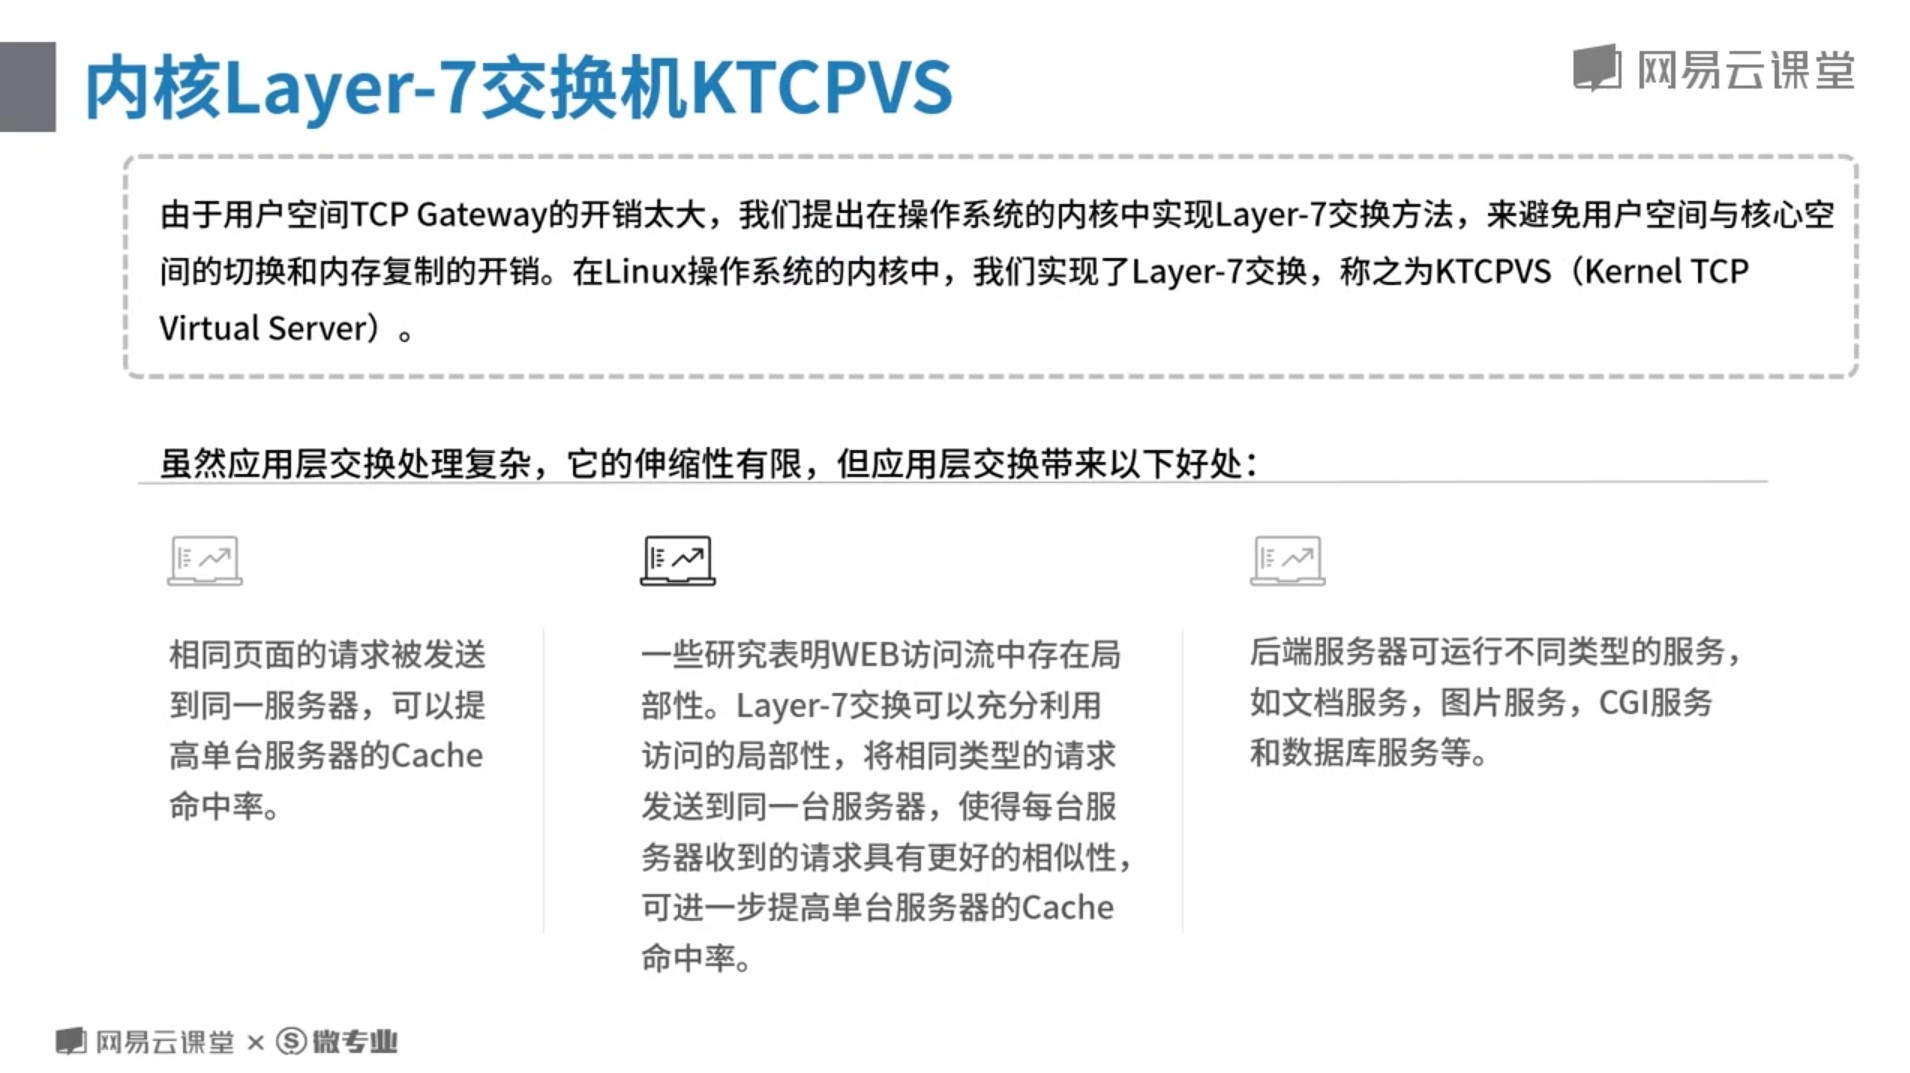 内核Layer-7交换机KTCPVS
网易云课堂
由于用户空间TCP Gateway的开销太大，我们提出在操作系统的内核中实现Layer-7交换方法，来避免用户空间与核心空
间的切换和内存复制的开销。在Linux操作系统的内核中，我们实现了Layer-7交换，称之为KTCPVS（Kernel TCP
Virtual Server）。
虽然应用层交换处理复杂，它的伸缩性有限，但应用层交换带来以下好处：
相同页面的请求被发送
到同一服务器，可以提
高单台服务器的Cache
命中率。
一些研究表明WEB访问流中存在局
部性。Layer-7交换可以充分利用
访问的局部性，将相同类型的请求
发送到同一台服务器，使得每台服
务器收到的请求具有更好的相似性，
可进一步提高单台服务器的Cache
命中率。
后端服务器可运行不同类型的服务，
如文档服务，图片服务，CGI服务
和数据库服务等。
网易云课堂 × 微专业